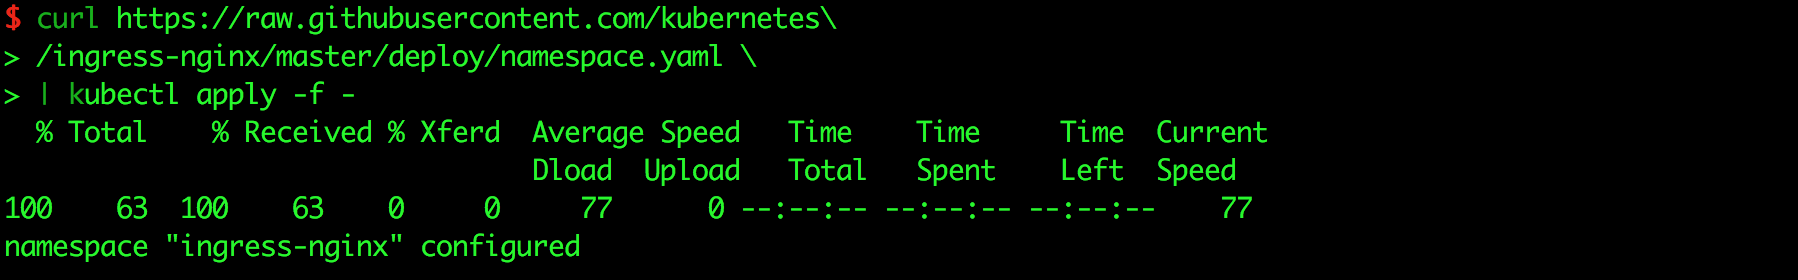 $ curl https://raw.githubusercontent.com/kubernetes\
> /ingress-nginx/master/deploy/namespace.yaml \
> | kubectl apply -f -
  % Total    % Received % Xferd  Average Speed   Time    Time     Time  Current
                                 Dload  Upload   Total   Spent    Left  Speed
100    63  100    63    0     0     77      0 --:--:-- --:--:-- --:--:--    77
namespace "ingress-nginx" configured